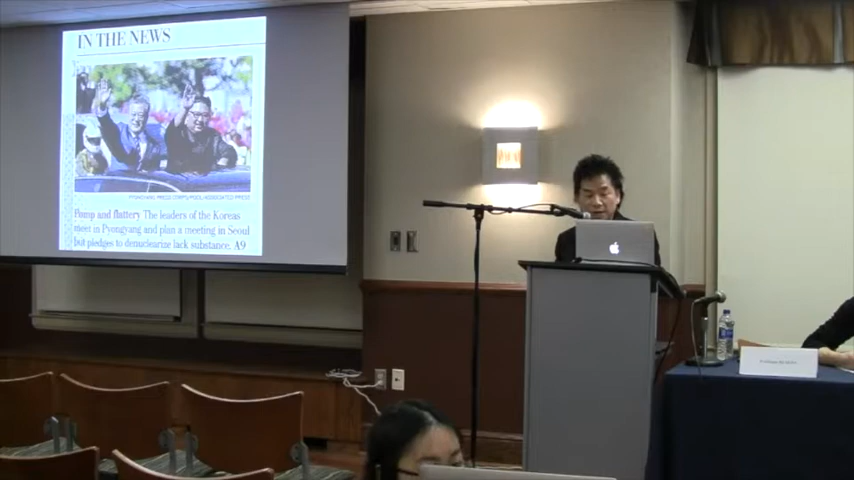 IN THE NEWS
Pomp and flattery The leaders of the Koreas
meet in Pyongyang and plan a meeting in Seoul
but pledges to denuclearize lack substance. A9